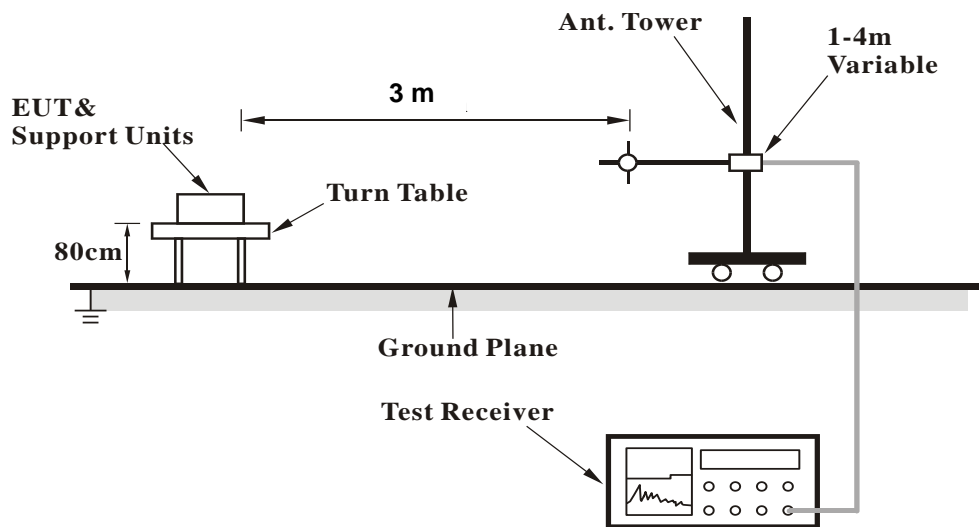 Ant. Tower
1-4m
Variable
3 m
EUT&
Support Units
Turn Table
80cm
Ground Plane
Test Receiver